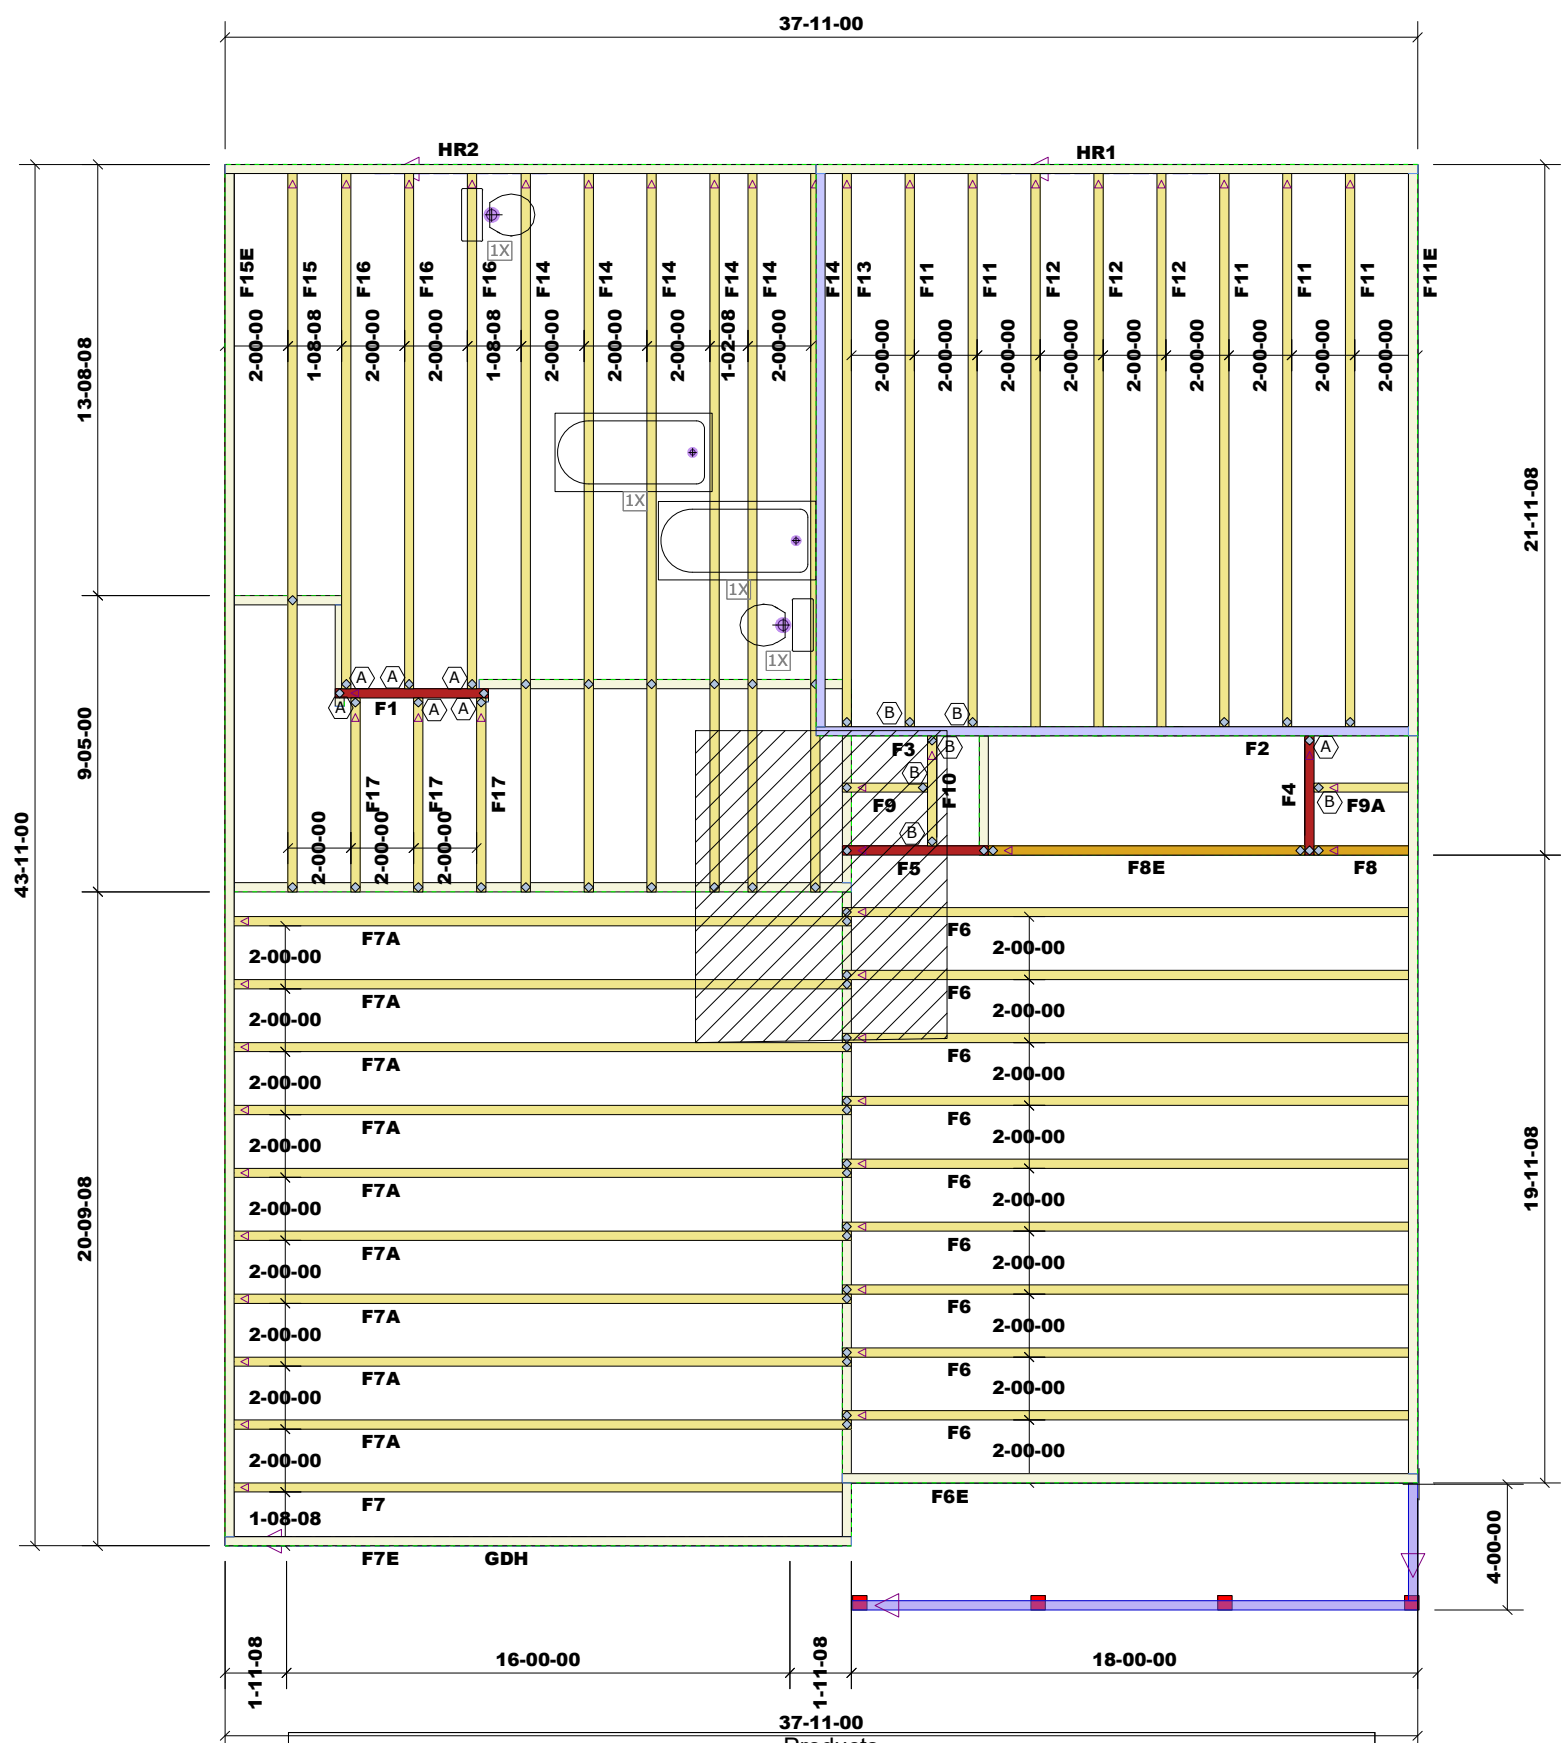 37-11-00
HR2
HR1
F15E
F15
F16
F16
F16
F14
F14
F14
F14
F14
F14
F13
F11
F11
F12
F12
F12
F11
F11
F11
F11E
1X
2-00-00
1-08-08
2-00-00
2-00-00
1-08-08
2-00-00
2-00-00
2-00-00
1-02-08
2-00-00
2-00-00
2-00-00
2-00-00
2-00-00
2-00-00
2-00-00
2-00-00
2-00-00
2-00-00
13-08-08
21-11-08
1X
1X
1X
A
A
A
A
F1
A
A
B
B
F3
B
F2
A
9-05-00
B
F9
F10
F4
B
F9A
F17
F17
F17
2-00-00
2-00-00
2-00-00
B
F5
F8E
F8
43-11-00
F7A
2-00-00
F6
2-00-00
F7A
2-00-00
F6
2-00-00
F7A
2-00-00
F6
2-00-00
F7A
2-00-00
F6
2-00-00
F7A
2-00-00
F6
2-00-00
F7A
2-00-00
F6
2-00-00
F7A
2-00-00
F6
2-00-00
F7A
2-00-00
F6
2-00-00
F7A
2-00-00
F6
2-00-00
20-09-08
19-11-08
F7
1-08-08
F6E
F7E
GDH
4-00-00
1-11-08
16-00-00
1-11-08
18-00-00
37-11-00
Products